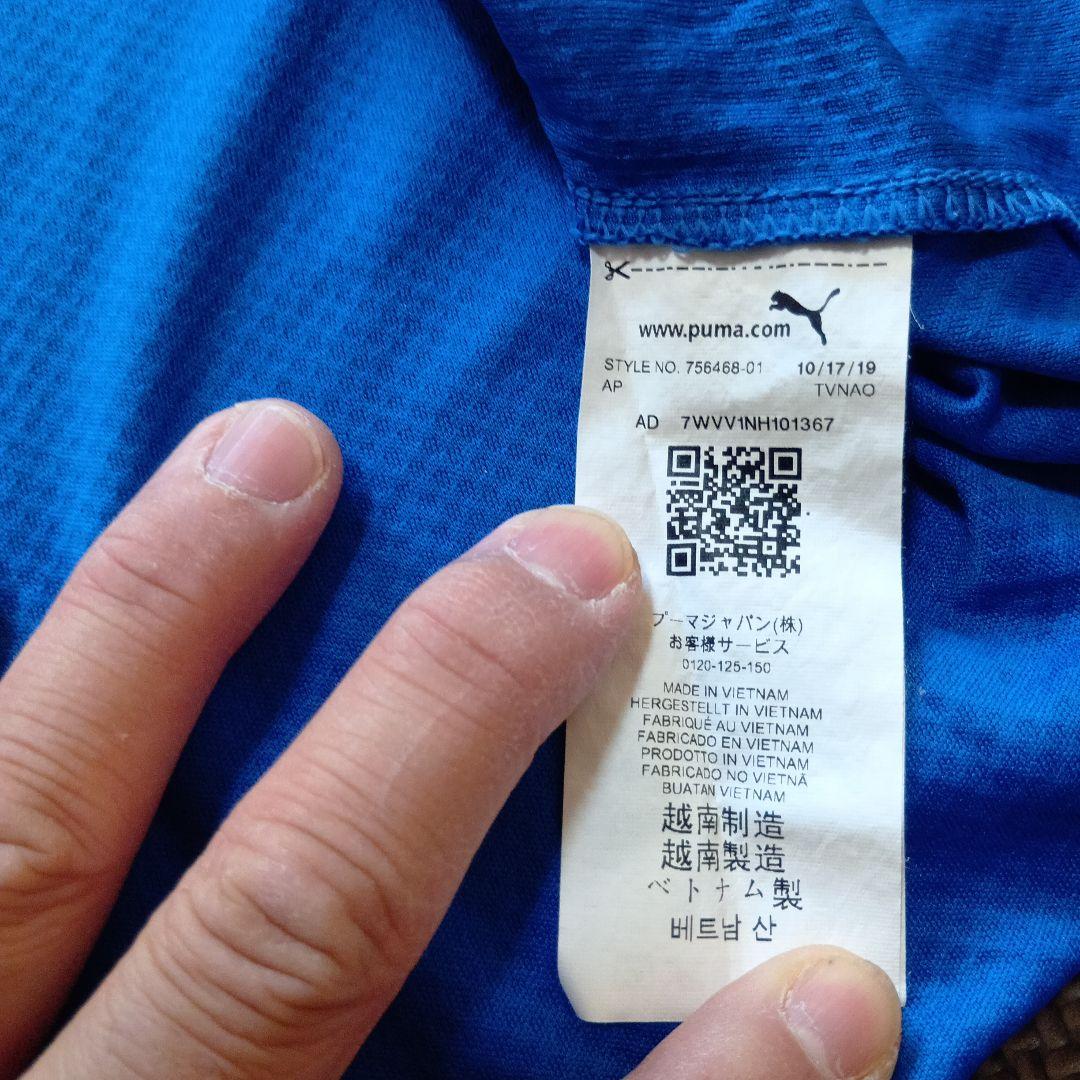 www.puma.com
STYLE NO. 756468-01 10/17/19
AP TVNAO
AD 7WVV1NH101367
プーマジャパン(株)
お客様サービス
0120-125-150
MADE IN VIETNAM
HERGESTELLT IN VIETNAM
FABRIQUÉ AU VIETNAM
FABRICADO EN VIETNAM
PRODOTTO IN VIETNAM
FABRICADO NO VIETNÃ
BUATAN VIETNAM
越南制造
越南製造
ベトナム製
베트남 산